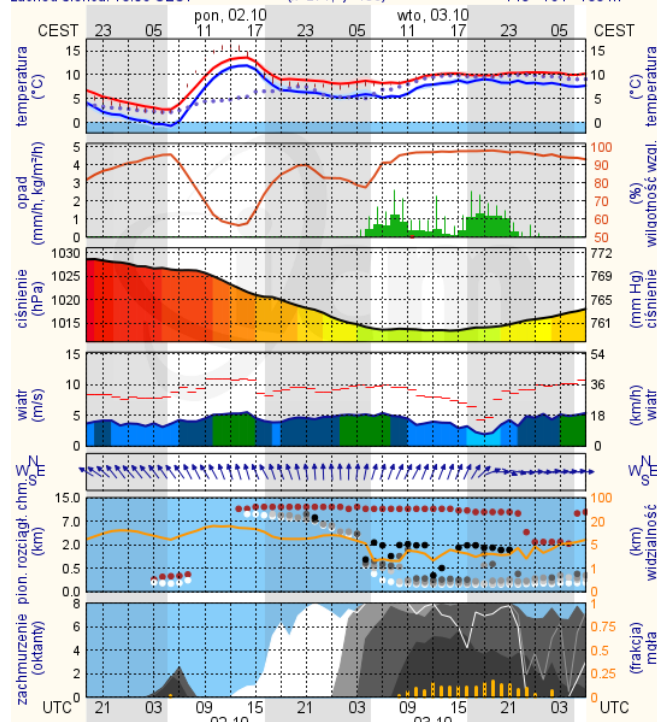 pon, 02.10 wto, 03.10
CEST 23 05 11 17 23 05 11 17 23 05 CEST
temperatura (°C)
15
10
5
0
15
10
5
0
temperatura (°C)
opad (mm/h, kg/m²/h)
5
4
3
2
1
0
100
90
80
70
60
50
(%) wilgotność wzgl.
ciśnienie (hPa)
1030
1025
1020
1015
772
769
765
761
(mm Hg) ciśnienie
wiatr (m/s)
15
10
5
0
54
36
18
0
(km/h) wiatr
N
W E
S
N
W E
S
pion. rozciągł. chm. (km)
15.0
7.0
2.0
0.5
0.0
100
20
5
1
0
(km) widzialność
zachmurzenie (oktanty)
8
6
4
2
0
1
0.75
0.5
0.25
0
(frakcja) mgła
UTC 21 03 09 15 21 03 09 15 21 03 UTC
02.10 03.10